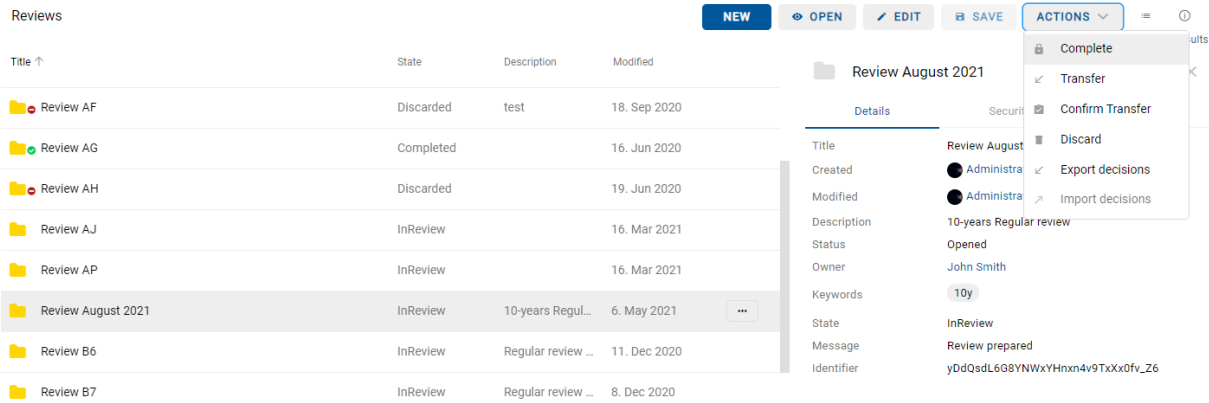 Reviews
NEW
OPEN
EDIT
SAVE
ACTIONS
ults
Title State Description Modified
Review AF Discarded test 18. Sep 2020
Review AG Completed 16. Jun 2020
Review AH Discarded 19. Jun 2020
Review AJ InReview 16. Mar 2021
Review AP InReview 16. Mar 2021
Review August 2021 InReview 10-years Regul... 6. May 2021 •••
Review B6 InReview Regular review ... 11. Dec 2020
Review B7 InReview Regular review ... 8. Dec 2020
Complete
Transfer
Confirm Transfer
Discard
Export decisions
Import decisions
Review August 2021
Details Securit
Title Review August
Created Administra
Modified Administra
Description 10-years Regular review
Status Opened
Owner John Smith
Keywords 10y
State InReview
Message Review prepared
Identifier yDdQsdL6G8YNWxYHnxn4v9TxXx0fv_Z6